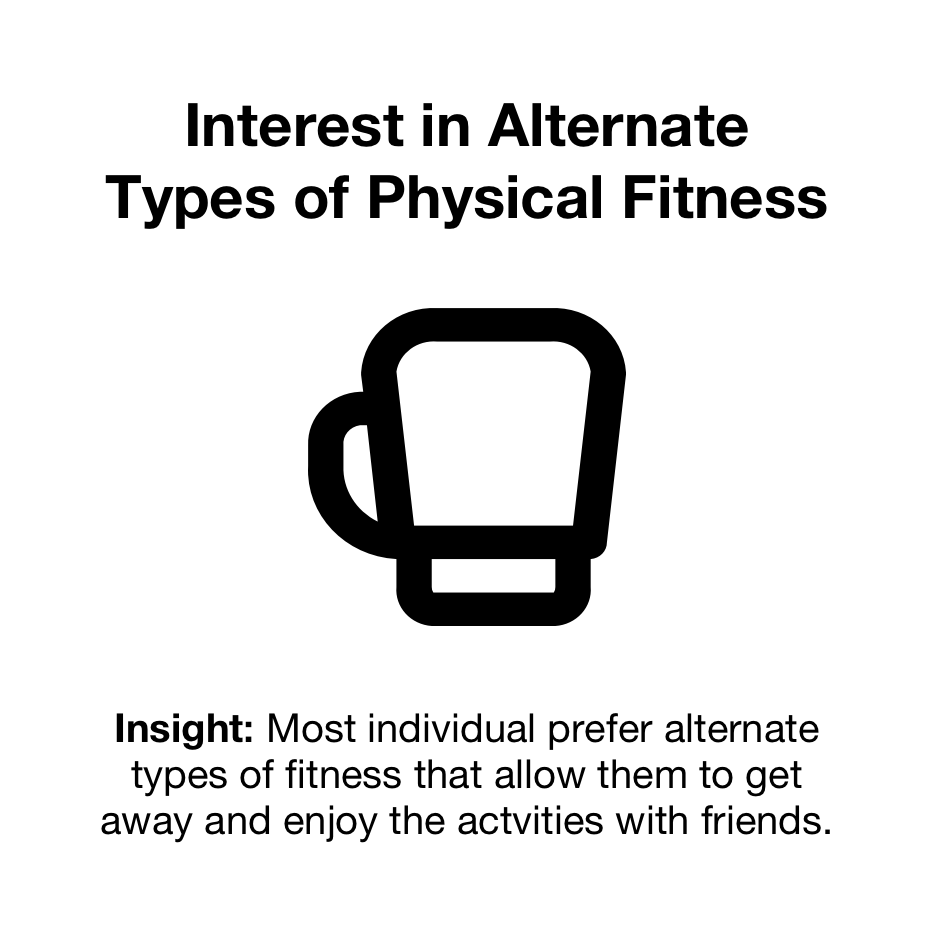 Interest in Alternate
Types of Physical Fitness
Insight: Most individual prefer alternate
types of fitness that allow them to get
away and enjoy the actvities with friends.